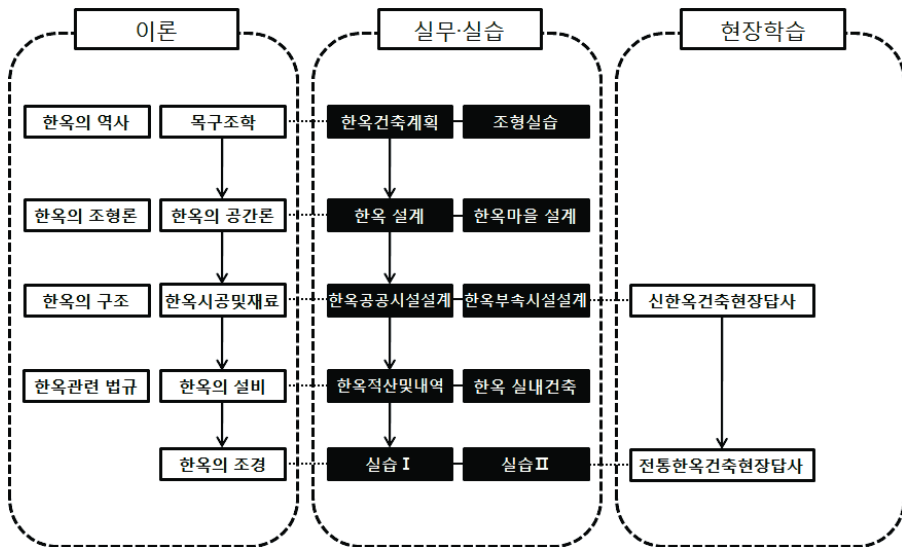 이론
실무·실습
현장학습
한옥의 역사
목구조학
한옥건축계획
조형실습
한옥의 조형론
한옥의 공간론
한옥 설계
한옥마을 설계
한옥의 구조
한옥시공및재료
한옥공공시설설계
한옥부속시설설계
신한옥건축현장답사
한옥관련 법규
한옥의 설비
한옥적산및내역
한옥 실내건축
한옥의 조경
실습 Ⅰ
실습Ⅱ
전통한옥건축현장답사